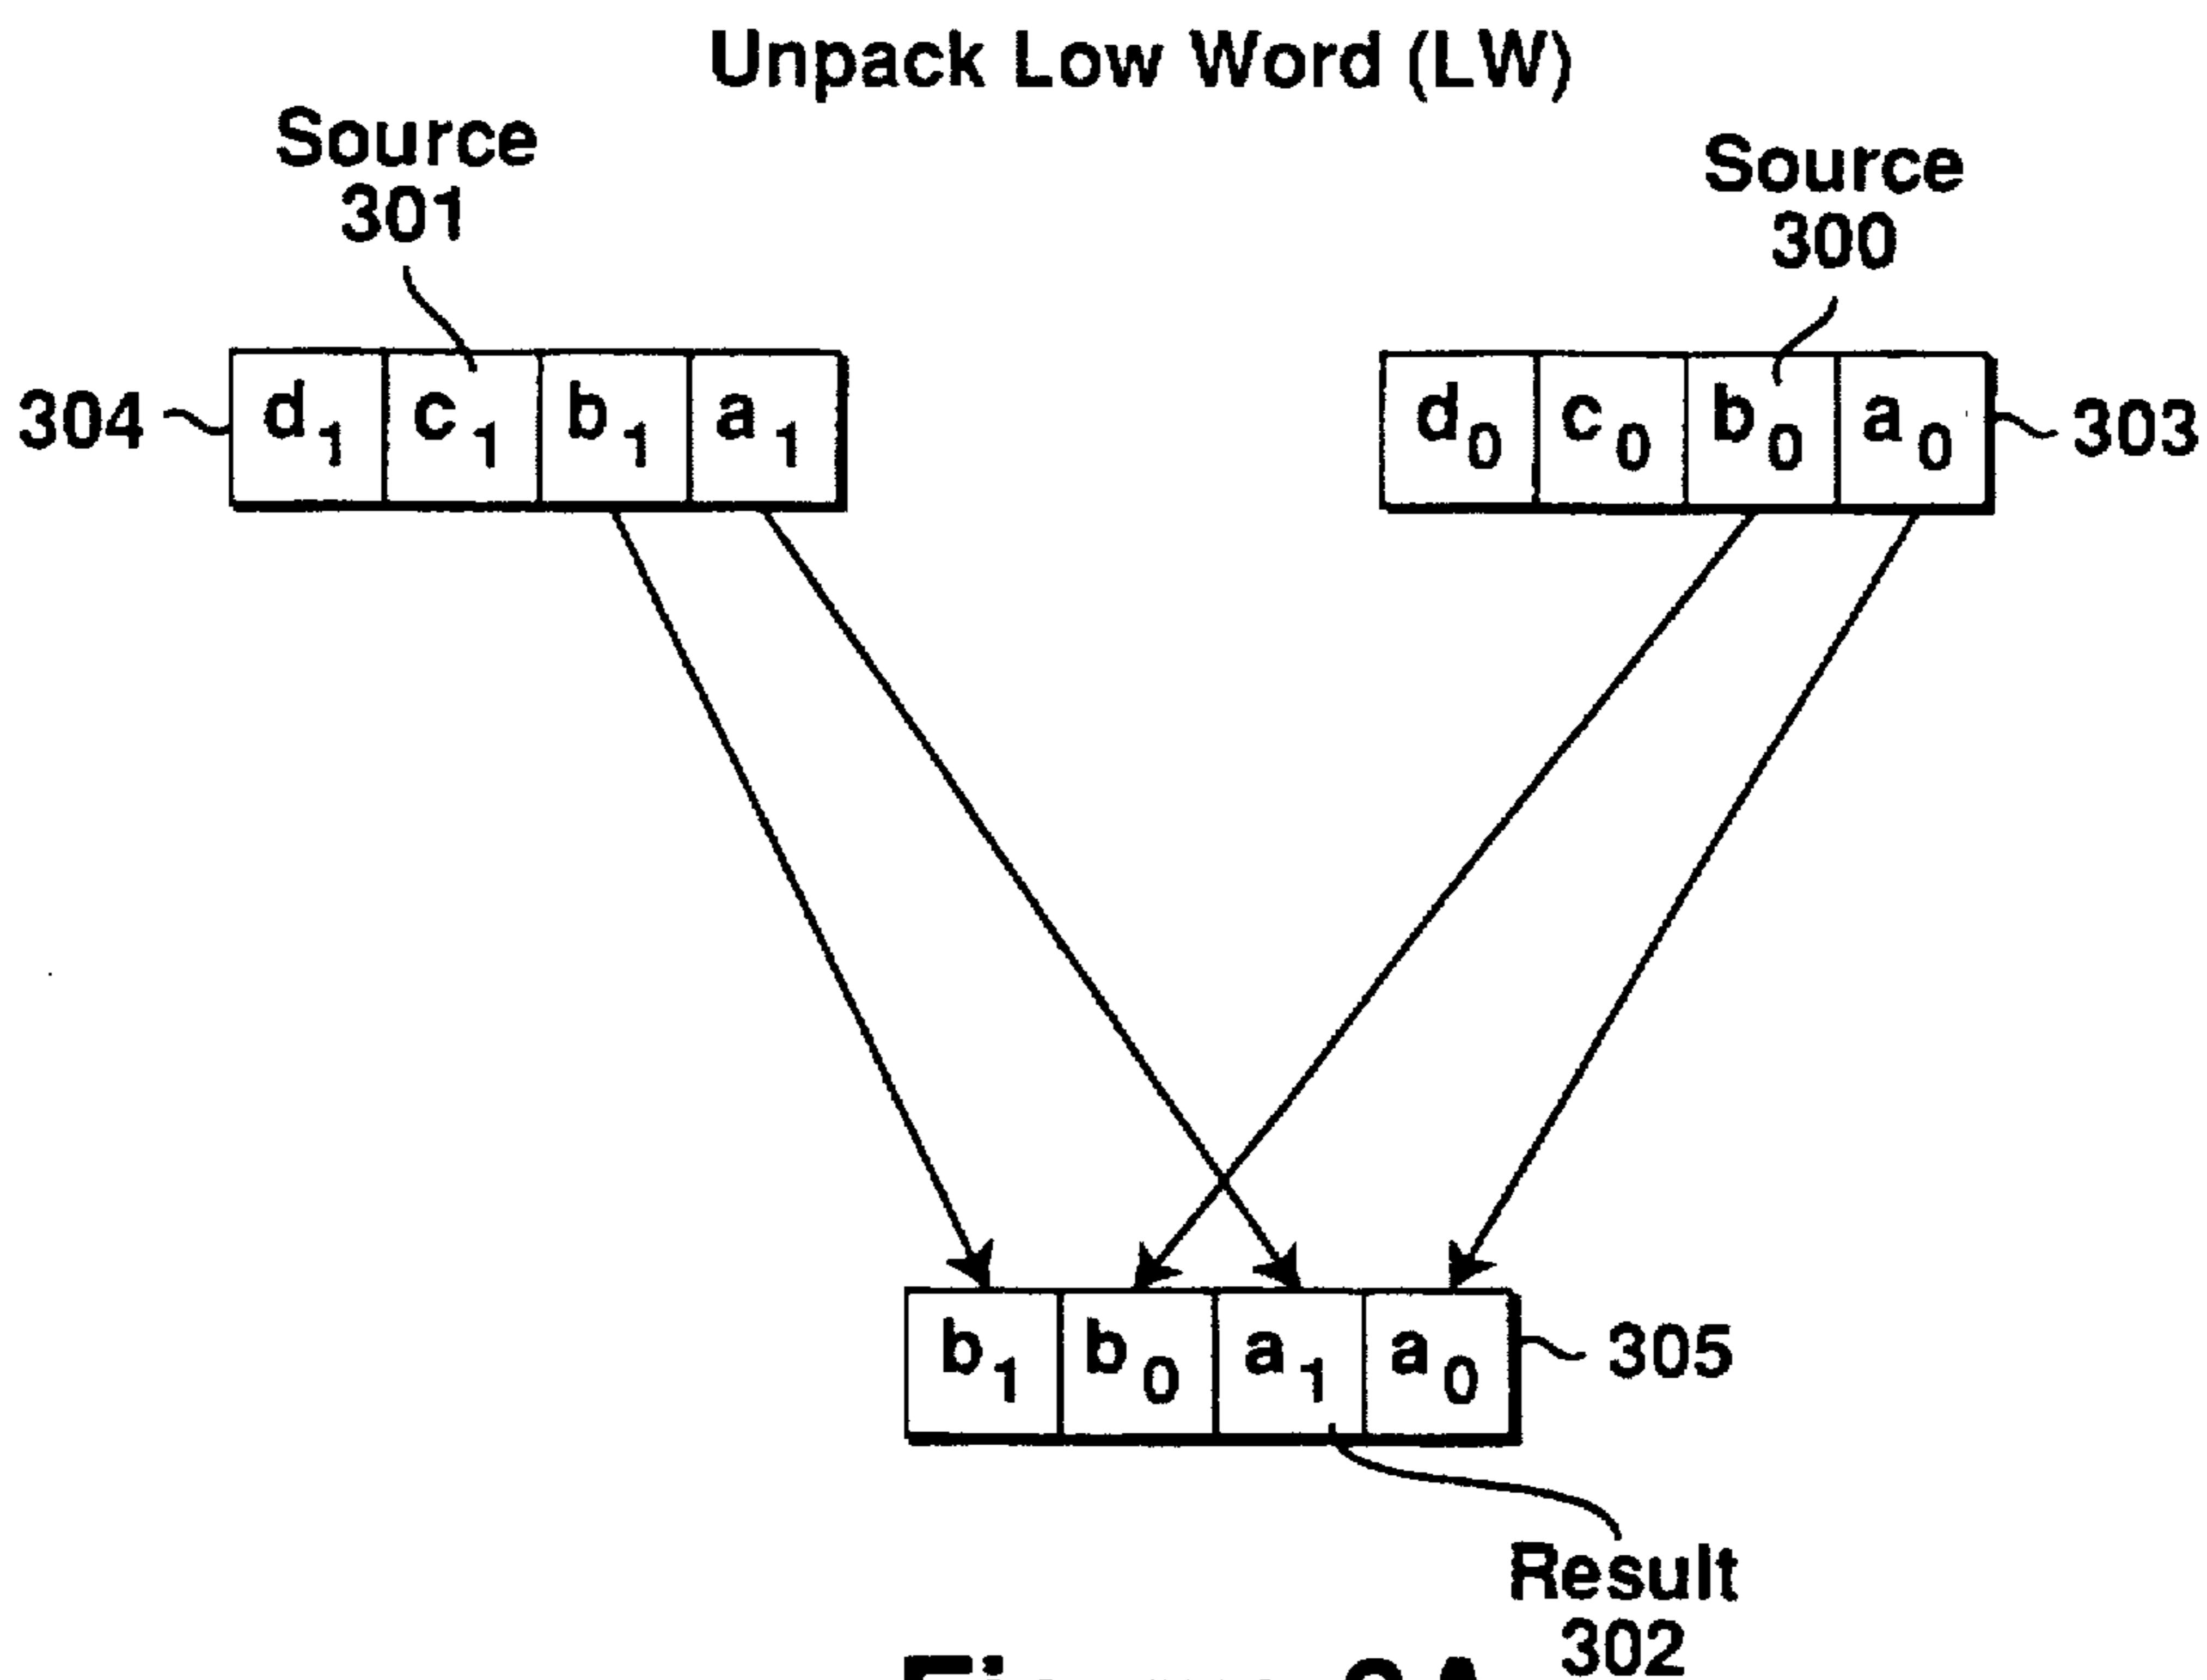 Unpack Low Word (LW)
Source
301
Source
300
304
d1 c1 b1 a1
d0 c0 b0 a0
303
b1 b0 a1 a0
305
Result
302